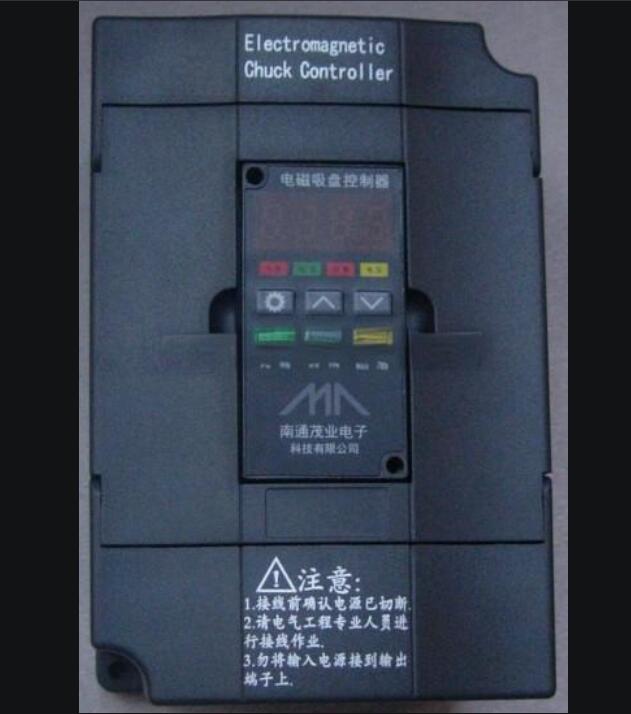 Electromagnetic
Chuck Controller
电磁吸盘控制器
MA
南通茂业电子
科技有限公司
注意:
1.接线前确认电源已切断.
2.请电气工程专业人员进
行接线作业.
3.勿将输入电源接到输出
端子上.